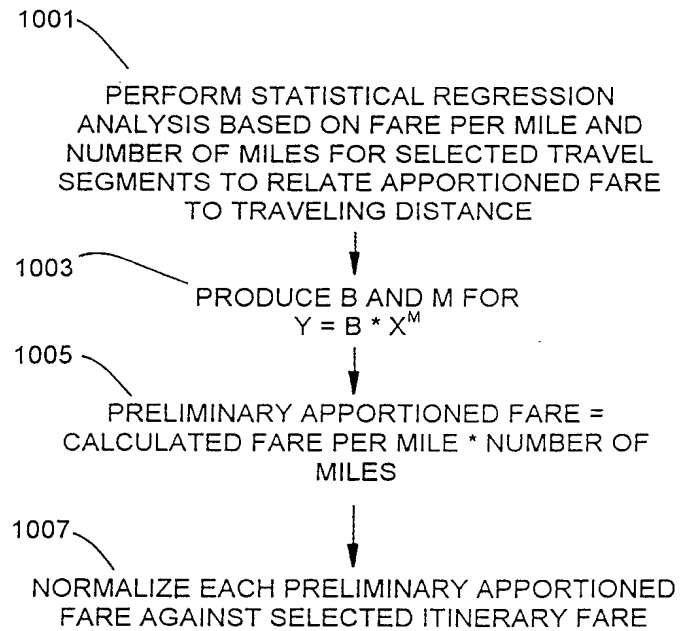 1001
PERFORM STATISTICAL REGRESSION
ANALYSIS BASED ON FARE PER MILE AND
NUMBER OF MILES FOR SELECTED TRAVEL
SEGMENTS TO RELATE APPORTIONED FARE
TO TRAVELING DISTANCE
1003
PRODUCE B AND M FOR
Y = B * X^M
1005
PRELIMINARY APPORTIONED FARE =
CALCULATED FARE PER MILE * NUMBER OF
MILES
1007
NORMALIZE EACH PRELIMINARY APPORTIONED
FARE AGAINST SELECTED ITINERARY FARE